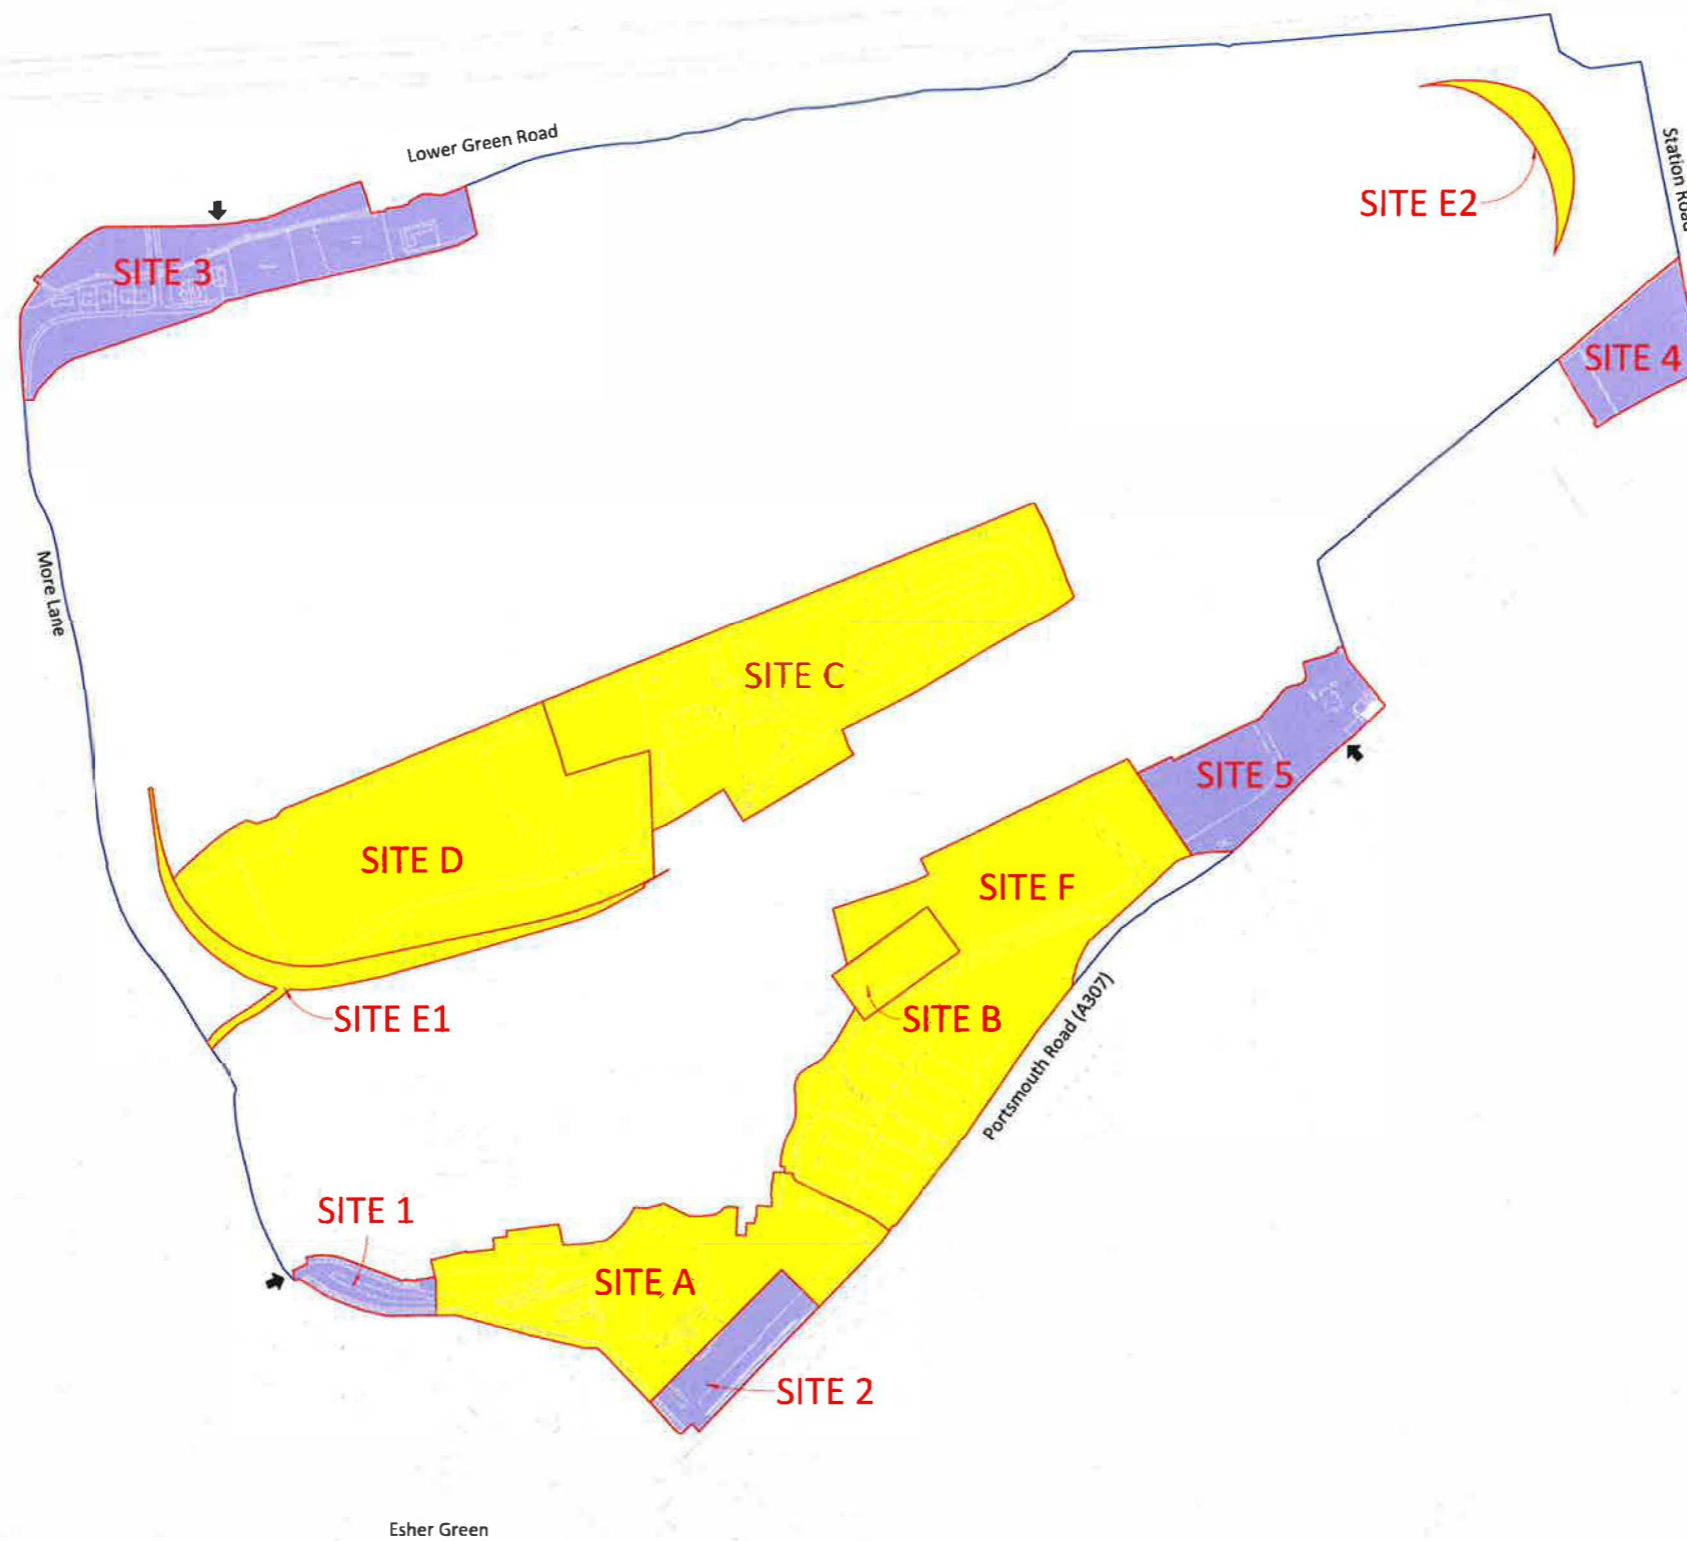 Lower Green Road
Station Road
SITE E2
SITE 3
SITE 4
More Lane
SITE C
SITE 5
SITE D
SITE F
SITE E1
SITE B
Portsmouth Road (A307)
SITE 1
SITE A
SITE 2
Esher Green